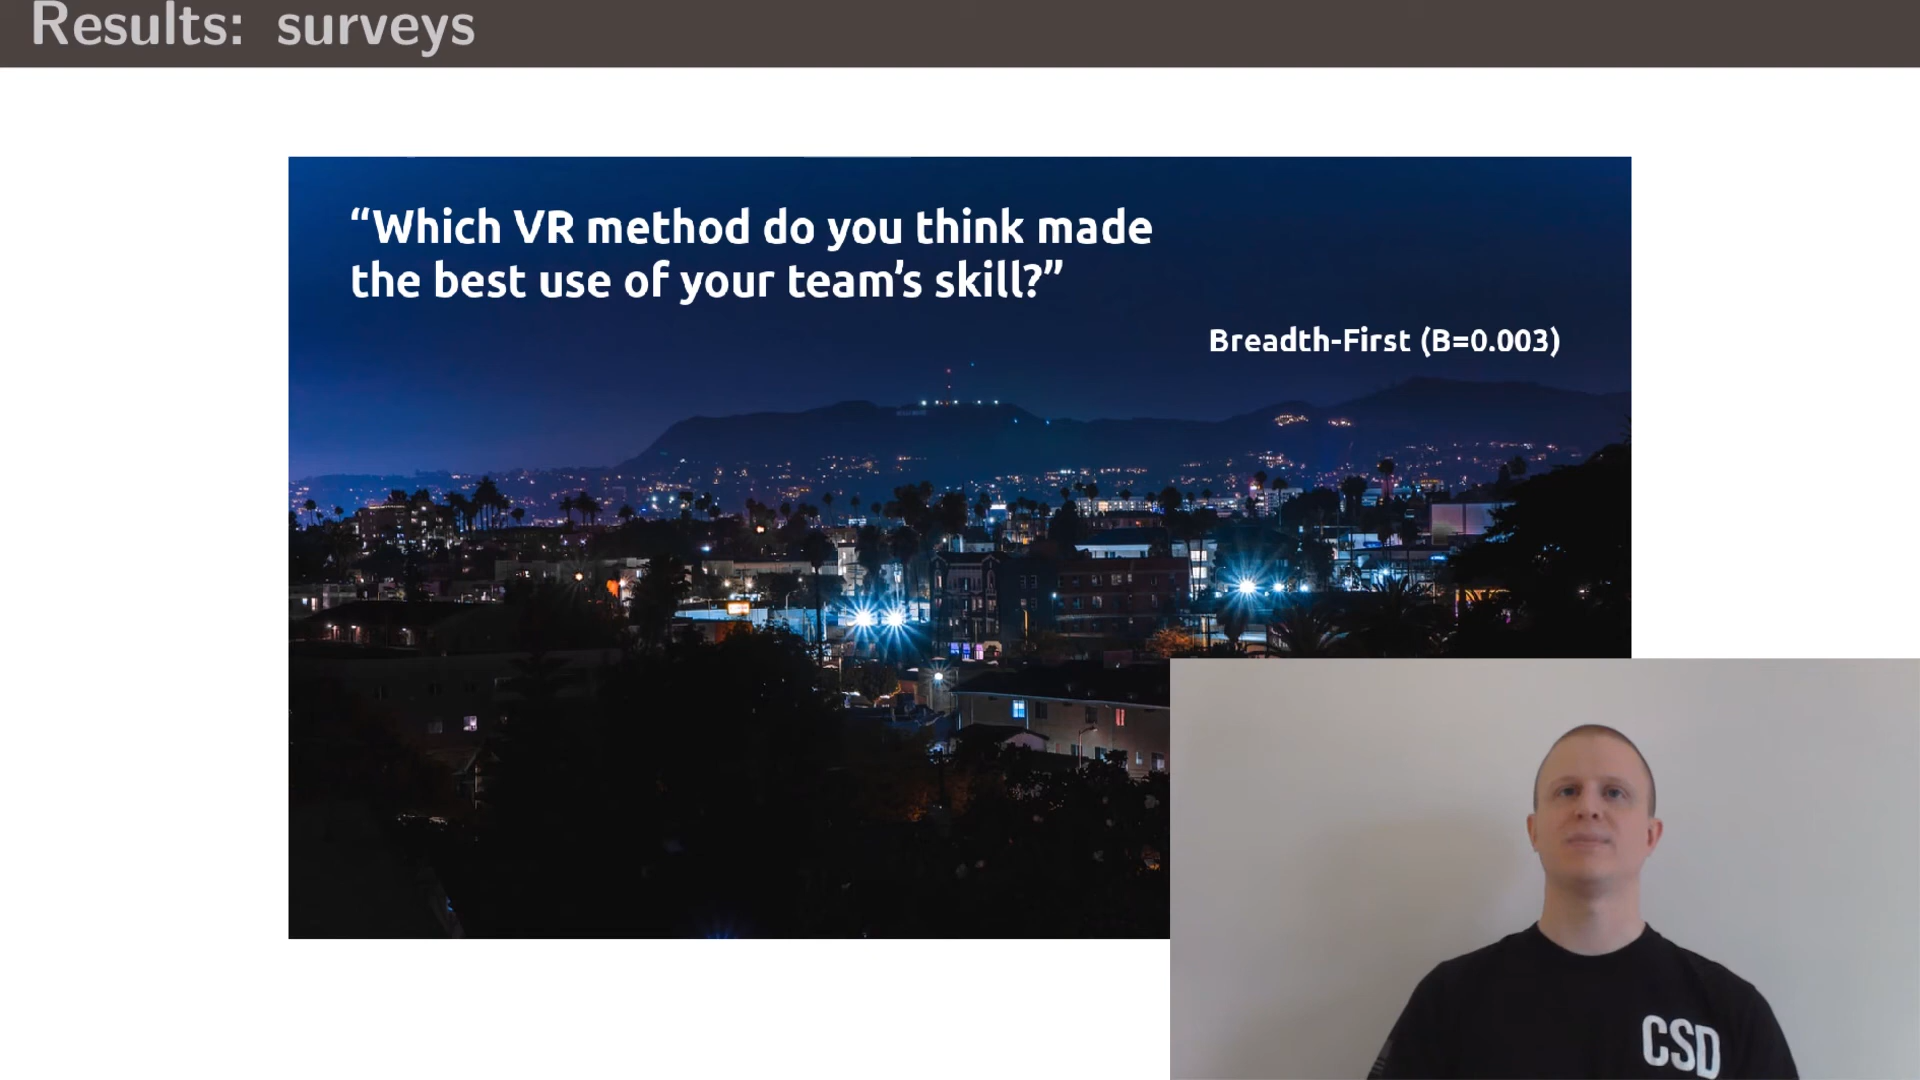 Results: surveys
“Which VR method do you think made
the best use of your team’s skill?”
Breadth-First (B=0.003)
CSD